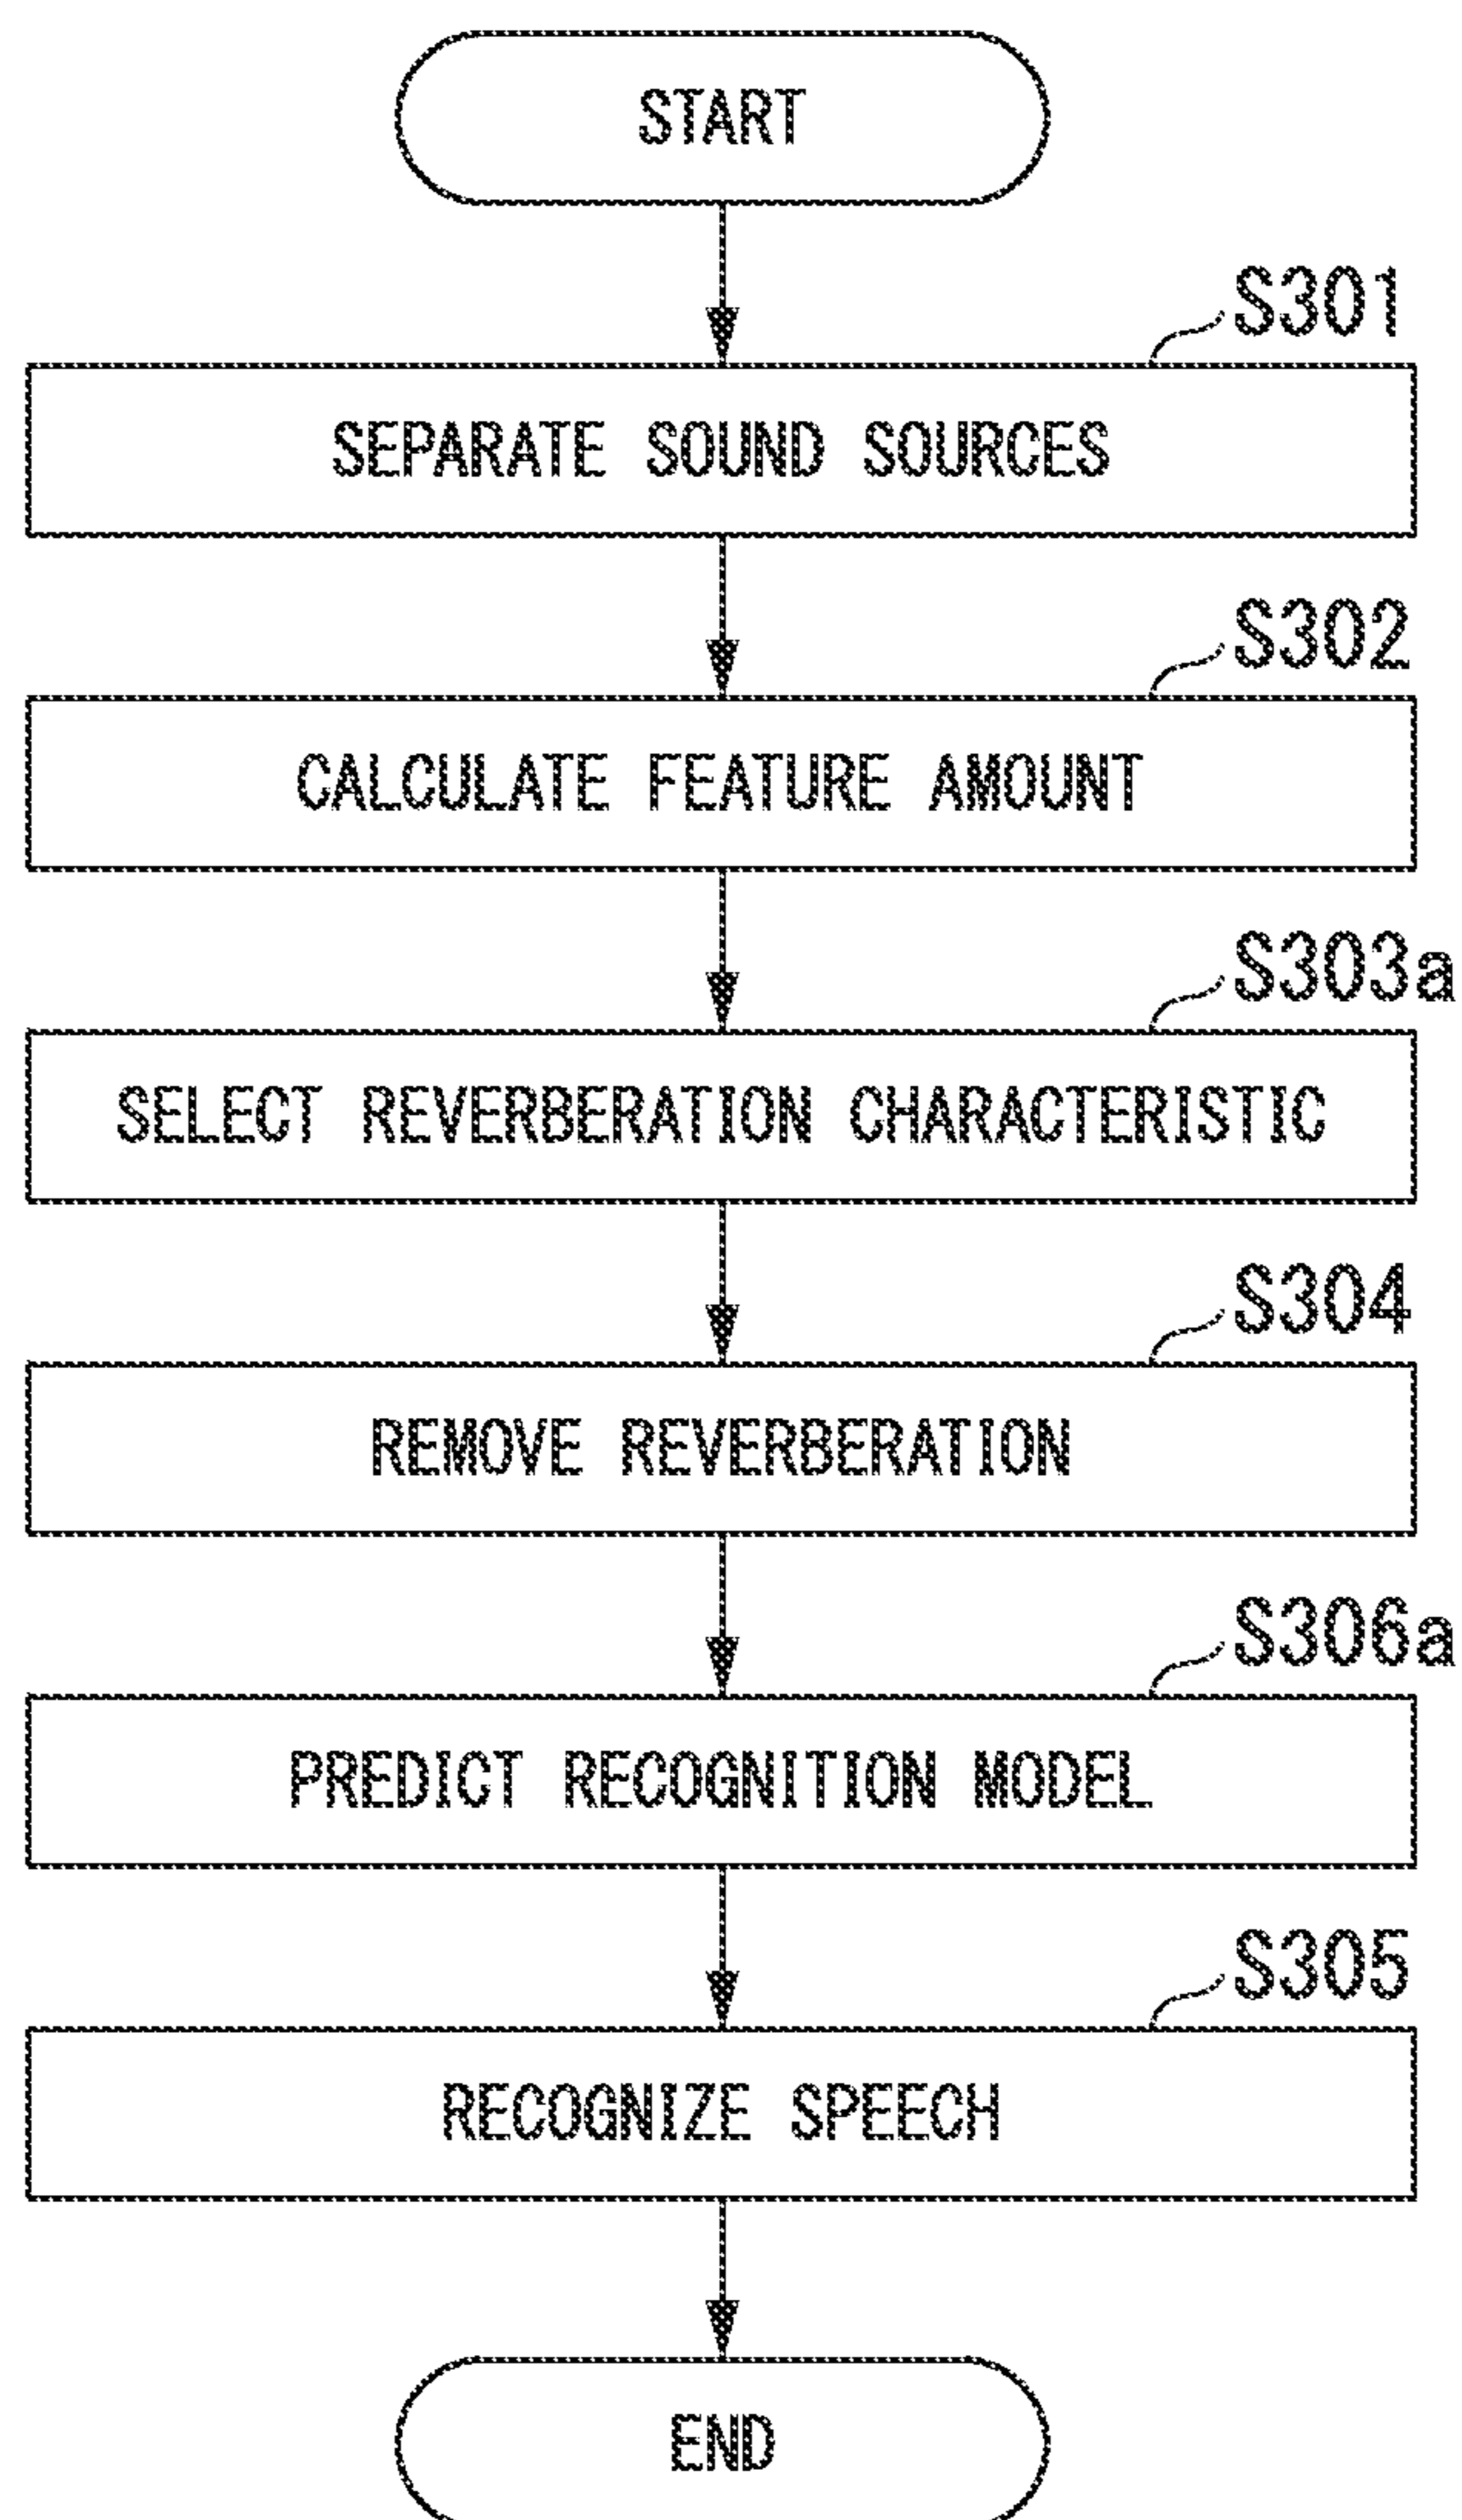 START
S301
SEPARATE SOUND SOURCES
S302
CALCULATE FEATURE AMOUNT
S303a
SELECT REVERBERATION CHARACTERISTIC
S304
REMOVE REVERBERATION
S306a
PREDICT RECOGNITION MODEL
S305
RECOGNIZE SPEECH
END